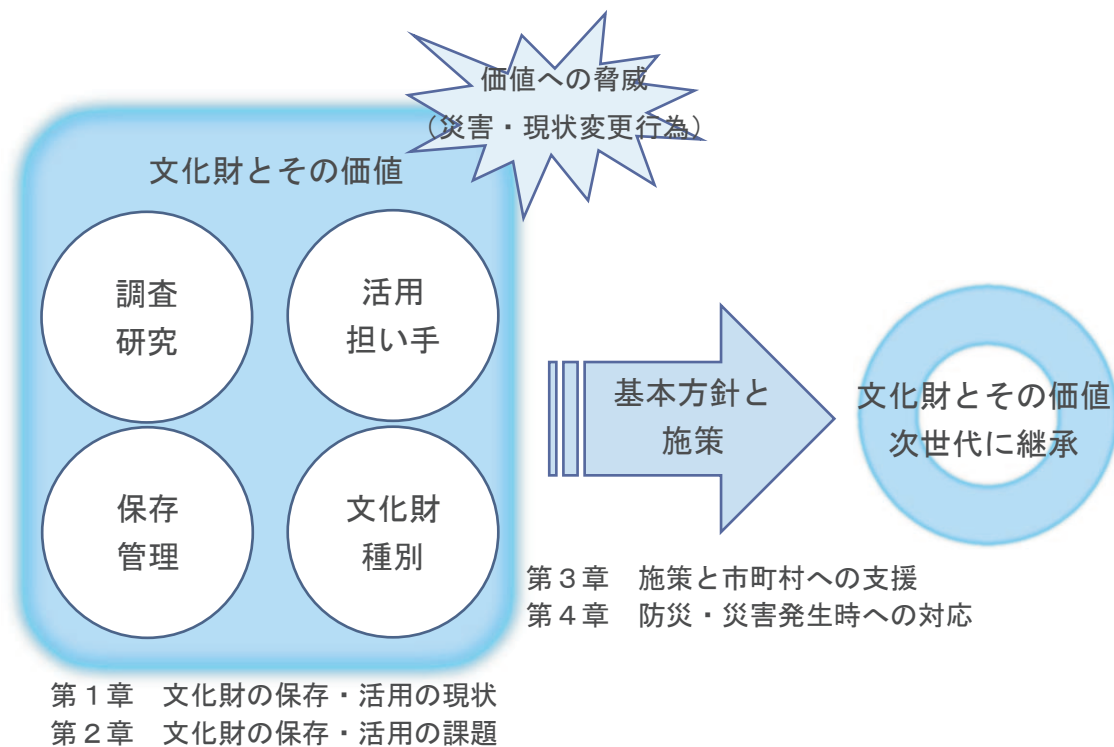 価値への脅威
（災害・現状変更行為）
文化財とその価値
調査
研究
活用
担い手
保存
管理
文化財
種別
基本方針と
施策
文化財とその価値
次世代に継承
第３章　施策と市町村への支援
第４章　防災・災害発生時への対応
第１章　文化財の保存・活用の現状
第２章　文化財の保存・活用の課題